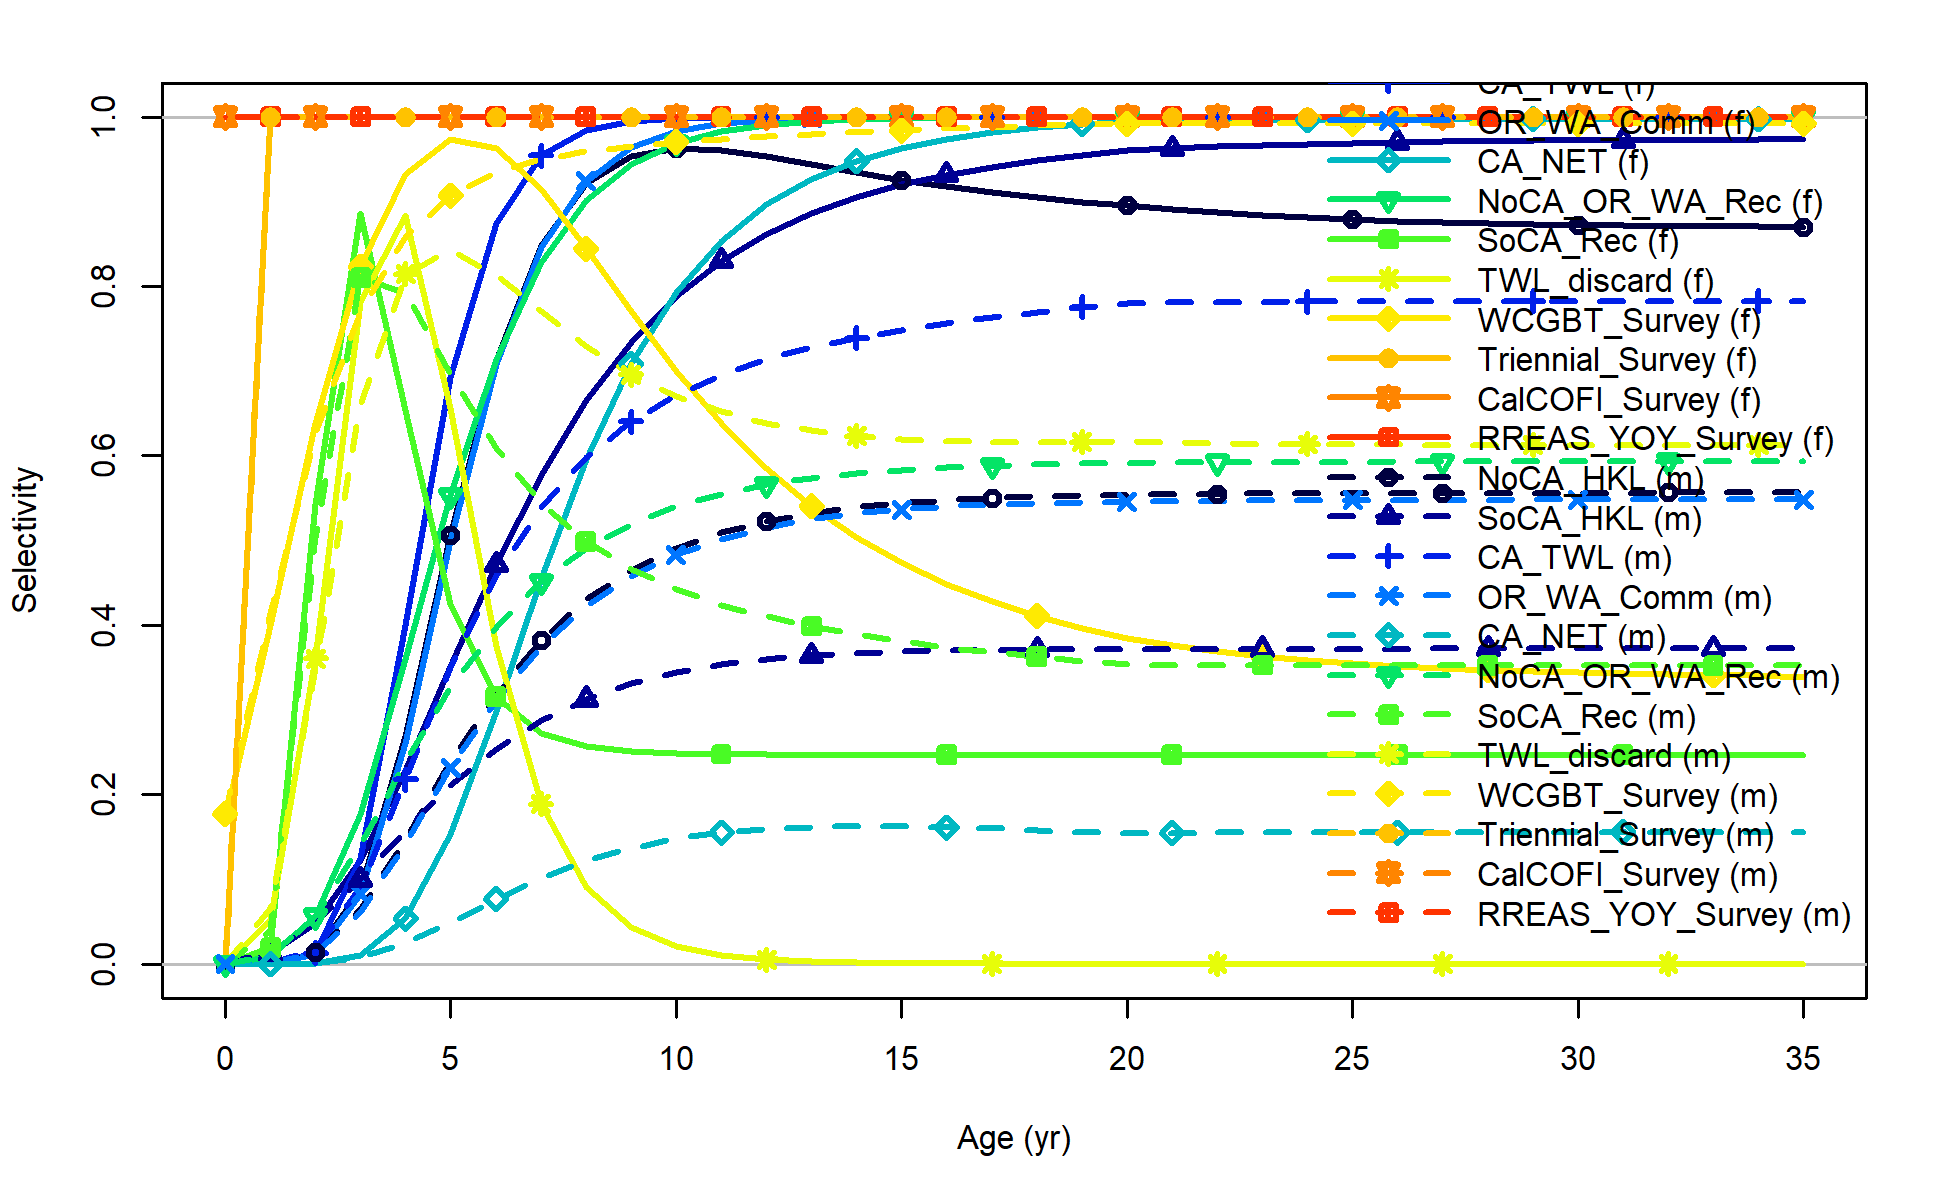 1.0
0.8
0.6
0.4
0.2
0.0
Selectivity
CA_TWL (f)
OR_WA_Comm (f)
CA_NET (f)
NoCA_OR_WA_Rec (f)
SoCA_Rec (f)
TWL_discard (f)
WCGBT_Survey (f)
Triennial_Survey (f)
CalCOFI_Survey (f)
RREAS_YOY_Survey (f)
NoCA_HKL (m)
SoCA_HKL (m)
CA_TWL (m)
OR_WA_Comm (m)
CA_NET (m)
NoCA_OR_WA_Rec (m)
SoCA_Rec (m)
TWL_discard (m)
WCGBT_Survey (m)
Triennial_Survey (m)
CalCOFI_Survey (m)
RREAS_YOY_Survey (m)
0 5 10 15 20 25 30 35
Age (yr)